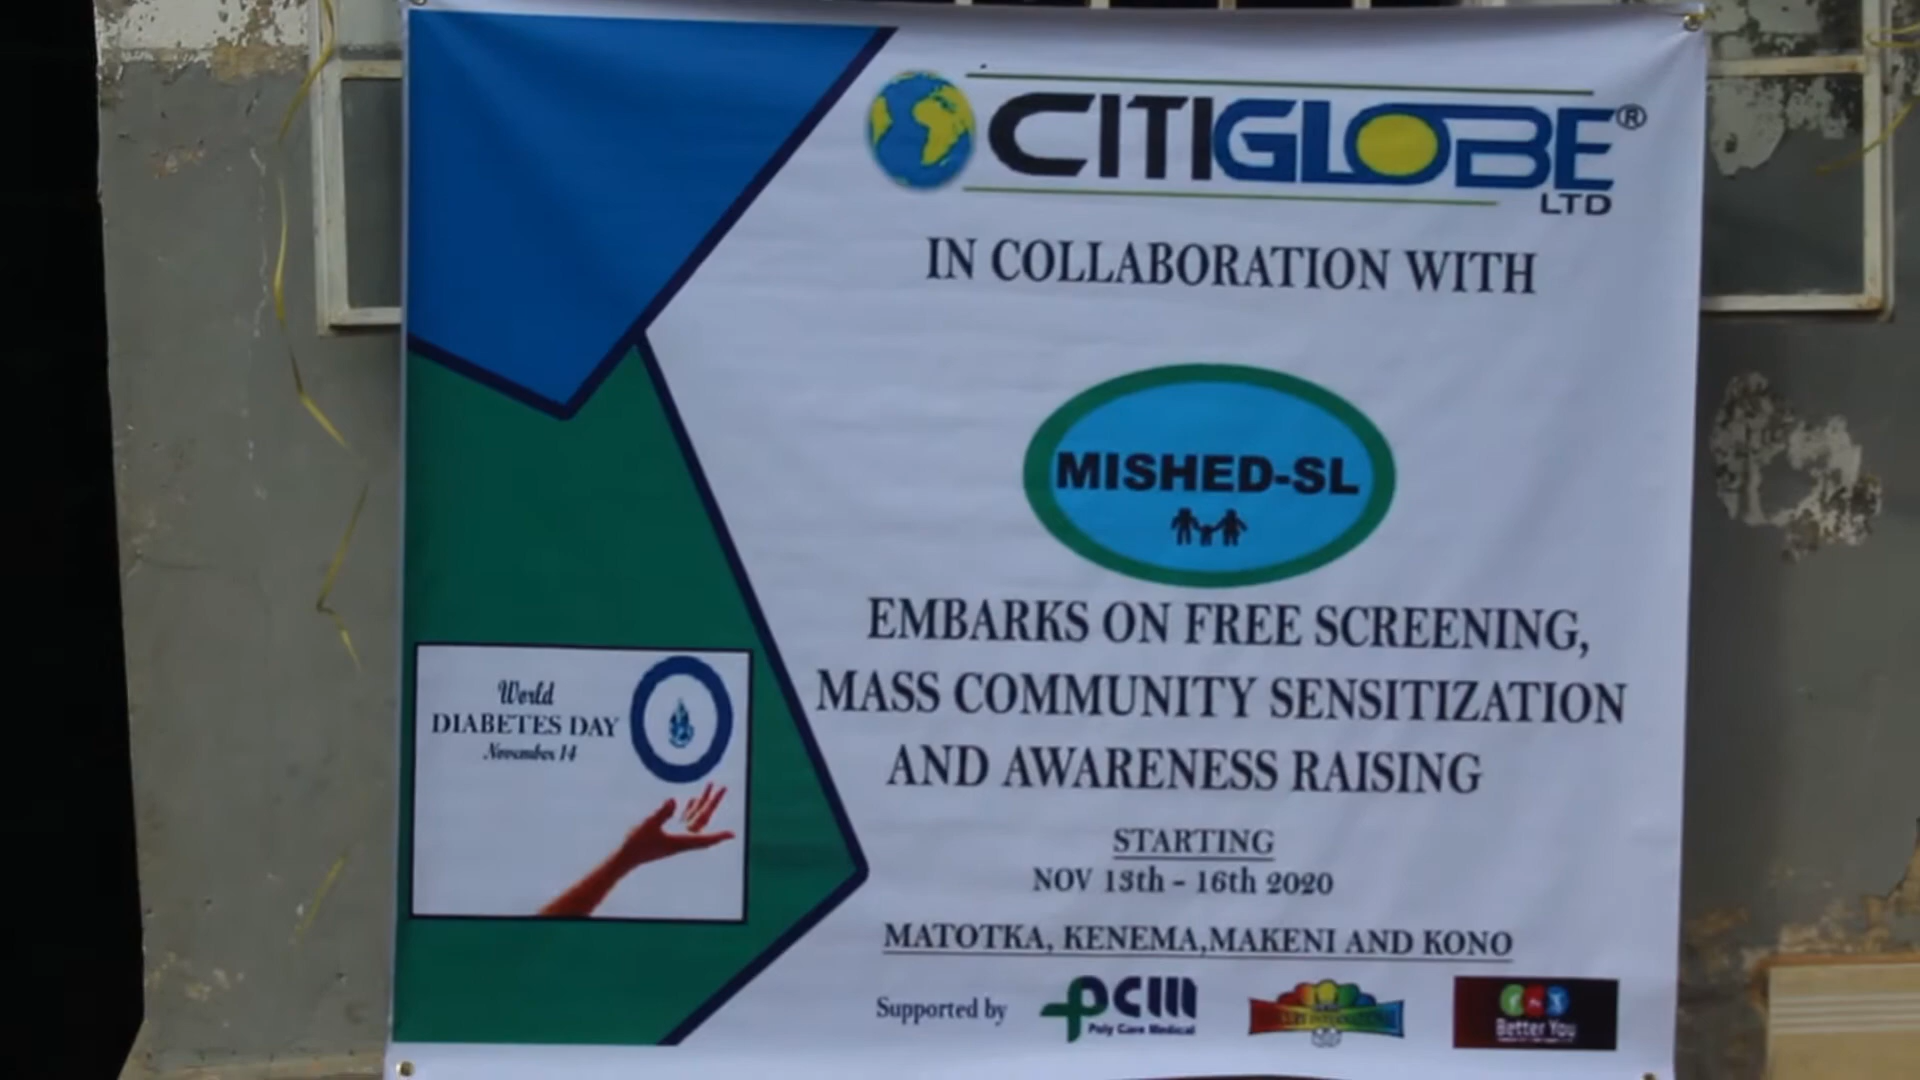 CITIGLOBE®
LTD
IN COLLABORATION WITH
MISHED-SL
EMBARKS ON FREE SCREENING,
MASS COMMUNITY SENSITIZATION
AND AWARENESS RAISING
STARTING
NOV 13th - 16th 2020
MATOTKA, KENEMA,MAKENI AND KONO
Supported by
PCM
Poly Care Medical
INTERNATIONAL
Better You
World
DIABETES DAY
November 14